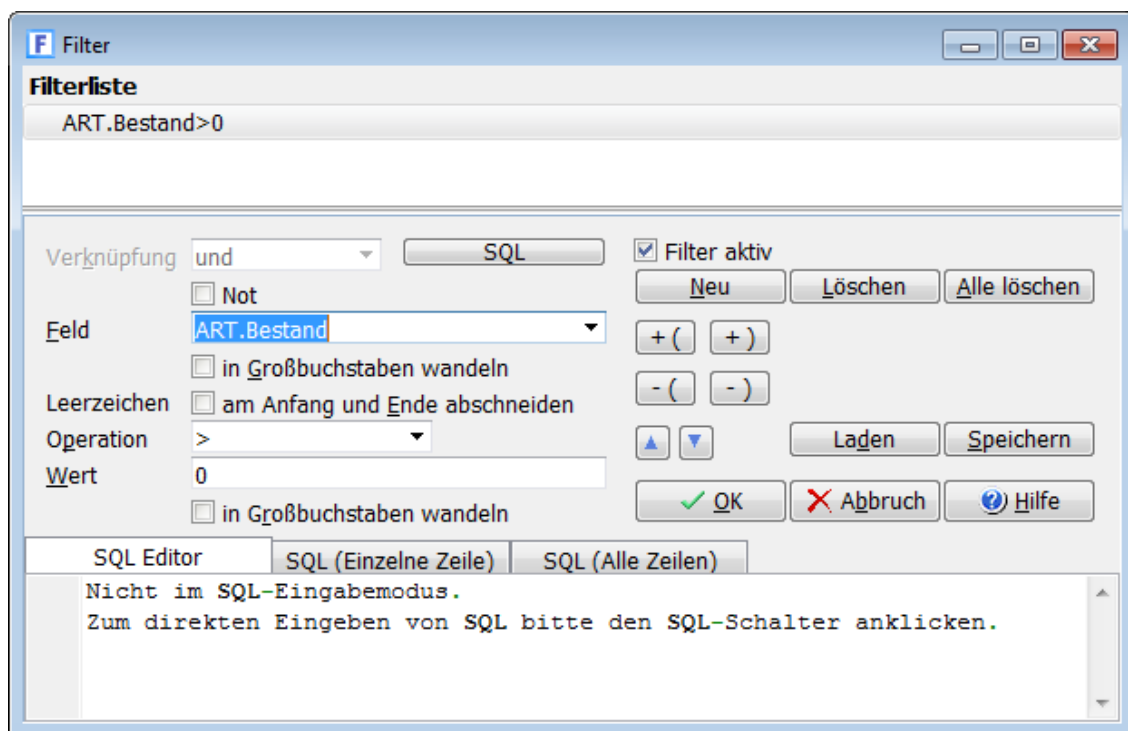 F Filter
Filterliste
ART.Bestand>0
Verknüpfung und SQL Filter aktiv
Not Neu Löschen Alle löschen
Feld ART.Bestand + ( + )
in Großbuchstaben wandeln - ( - )
Leerzeichen am Anfang und Ende abschneiden
Operation > Laden Speichern
Wert 0
in Großbuchstaben wandeln OK Abbruch Hilfe
SQL Editor SQL (Einzelne Zeile) SQL (Alle Zeilen)
Nicht im SQL-Eingabemodus.
Zum direkten Eingeben von SQL bitte den SQL-Schalter anklicken.